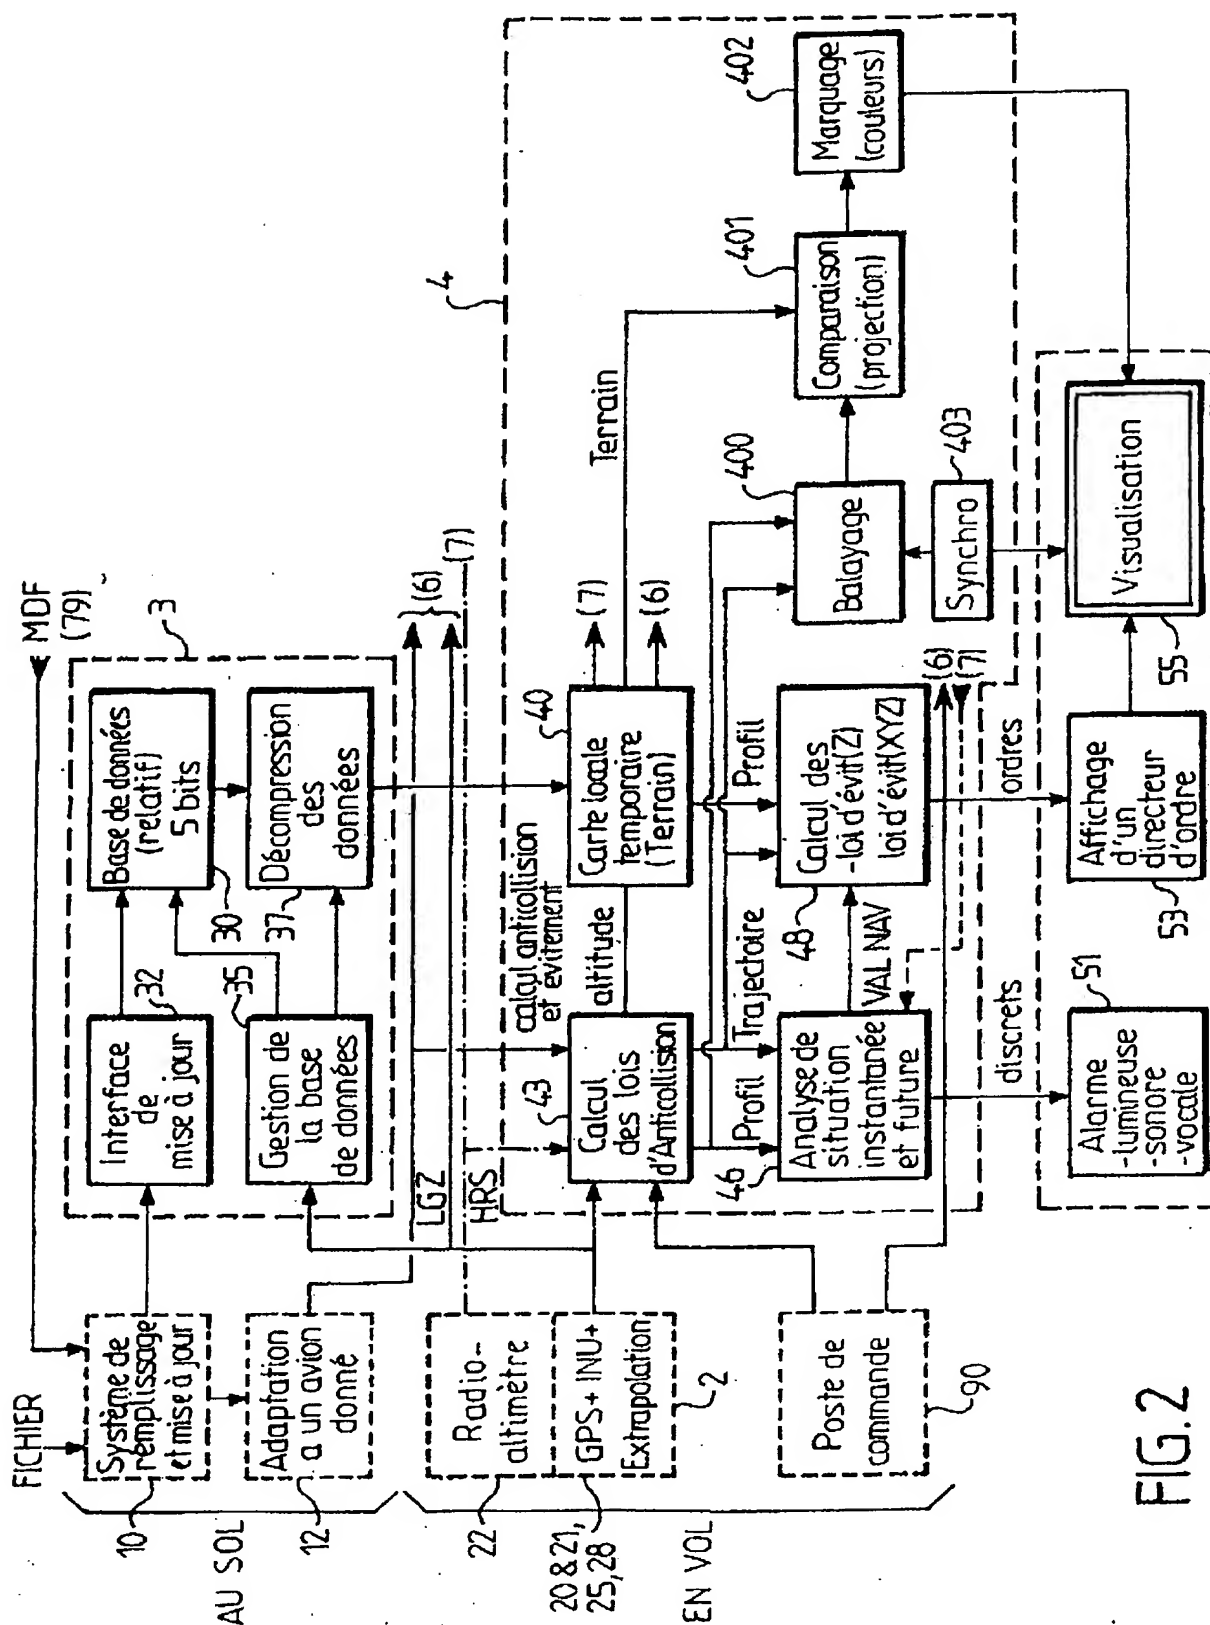 FICHIER
MDF
(79)
Système de
remplissage
et mise à jour
10
AU SOL
Adaptation
a un avion
donné
12
3
Interface
de
mise à jour
32
Base de données
(relatif)
5 bits
30
Gestion de
la base
de données
35
Décompression
des
données
37
(6)
(7)
LGZ
HRS
Radio-
altimètre
22
GPS+ INU+
Extrapolation
2
20 & 21,
25, 28
EN VOL
Poste de
commande
90
4
calcul anticollision
et évitement
Calcul
des lois
d'Anticollision
43
altitude
Carte locale
temporaire
(Terrain)
40
(7)
(6)
Terrain
Profil
Trajectoire
Profil
Analyse de
situation
instantanée
et future
46
VAL NAV
Calcul des
-loi d'évit(Z)
loi d'évit(XYZ)
48
Balayage
400
Comparaison
(projection)
401
Marquage
(couleurs)
402
Synchro
403
(6)
(7)
discrets
ordres
Alarme
-lumineuse
-sonore
-vocale
51
Affichage
d'un
directeur
d'ordre
53
Visualisation
55
FIG.2